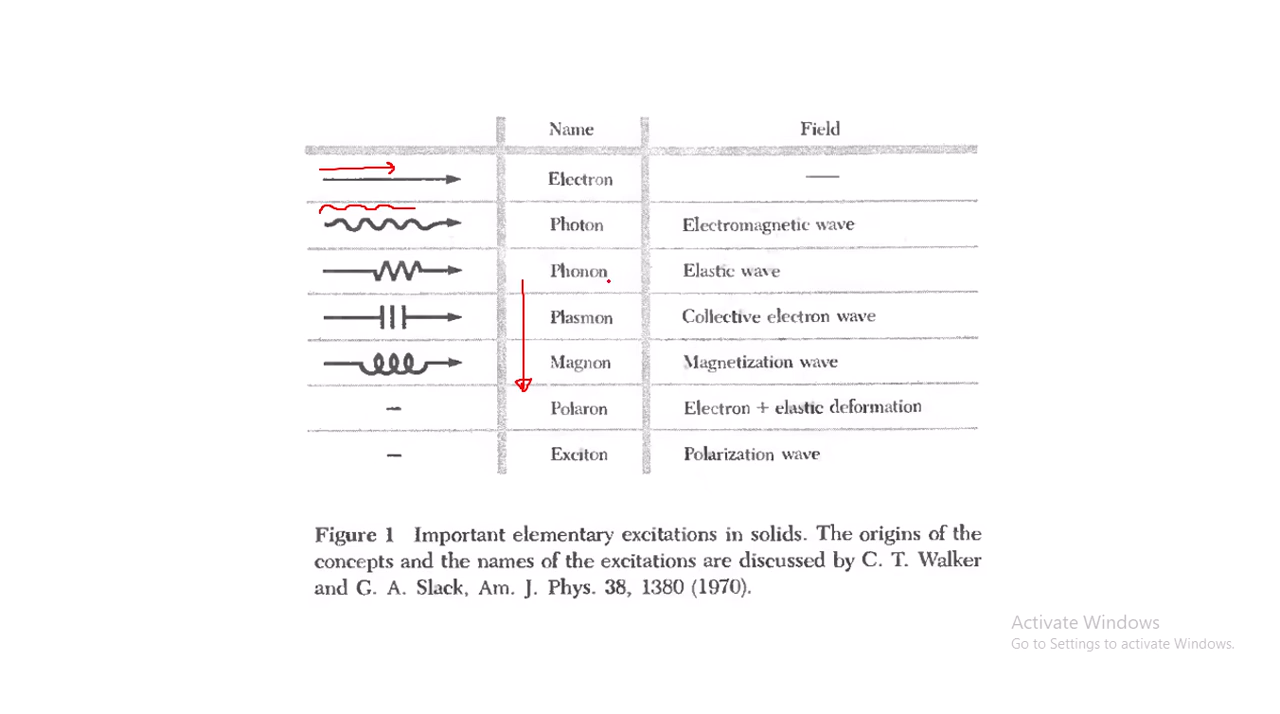 Name Field
Electron —
Photon Electromagnetic wave
Phonon Elastic wave
Plasmon Collective electron wave
Magnon Magnetization wave
– Polaron Electron + elastic deformation
– Exciton Polarization wave
Figure 1 Important elementary excitations in solids. The origins of the
concepts and the names of the excitations are discussed by C. T. Walker
and G. A. Slack, Am. J. Phys. 38, 1380 (1970).
Activate Windows
Go to Settings to activate Windows.